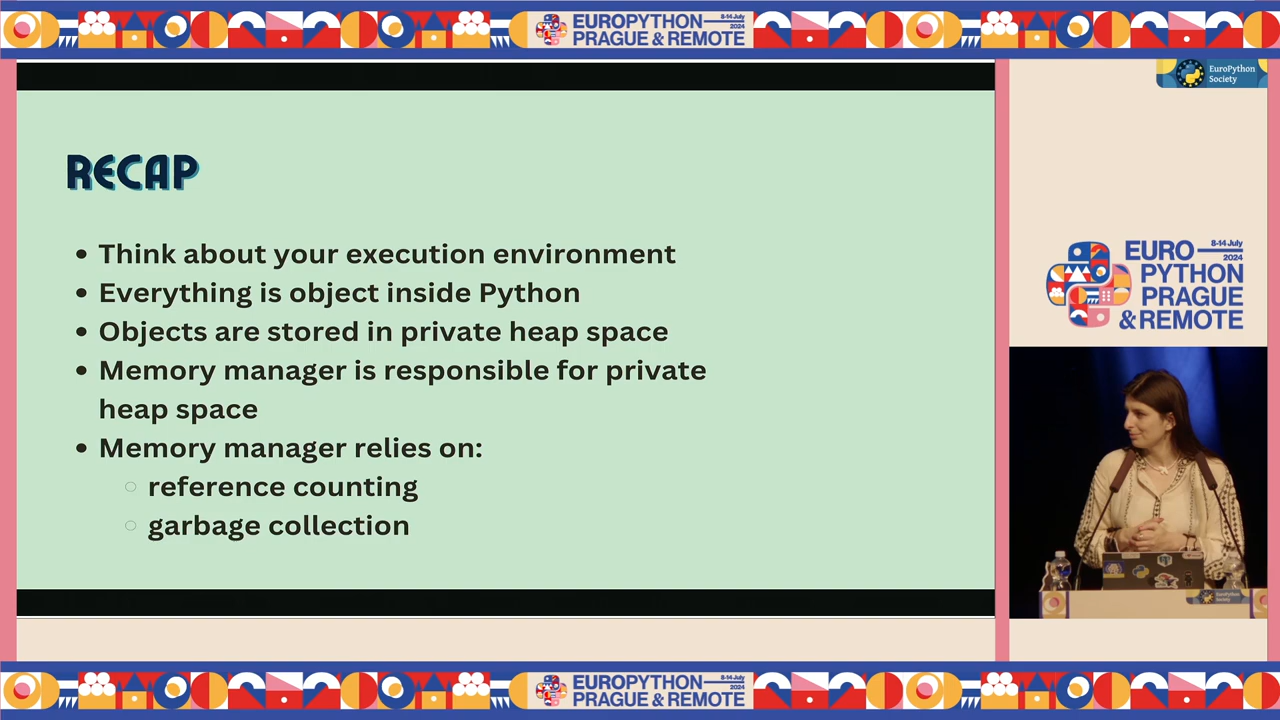 EUROPYTHON
8-14 July
2024
PRAGUE & REMOTE
EuroPython
Society
RECAP
Think about your execution environment
Everything is object inside Python
Objects are stored in private heap space
Memory manager is responsible for private
heap space
Memory manager relies on:
reference counting
garbage collection
EURO
8-14 July
2024
PYTHON
PRAGUE
& REMOTE
EuroPython
Society
EUROPYTHON
8-14 July
2024
PRAGUE & REMOTE